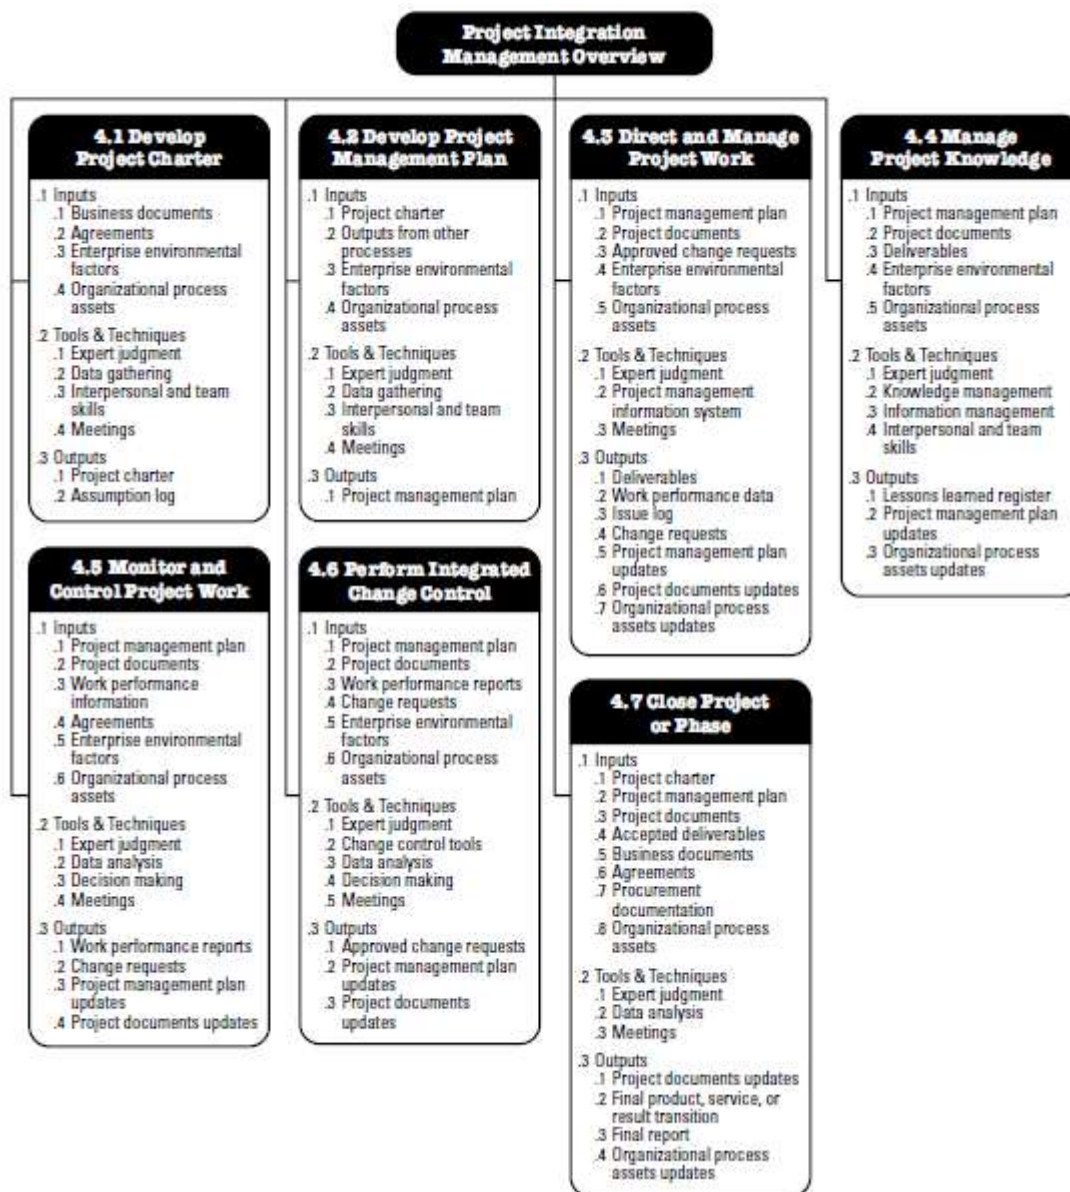 Project Integration
Management Overview
4.1 Develop
Project Charter
.1 Inputs
.1 Business documents
.2 Agreements
.3 Enterprise environmental
factors
.4 Organizational process
assets
.2 Tools & Techniques
.1 Expert judgment
.2 Data gathering
.3 Interpersonal and team
skills
.4 Meetings
.3 Outputs
.1 Project charter
.2 Assumption log
4.2 Develop Project
Management Plan
.1 Inputs
.1 Project charter
.2 Outputs from other
processes
.3 Enterprise environmental
factors
.4 Organizational process
assets
.2 Tools & Techniques
.1 Expert judgment
.2 Data gathering
.3 Interpersonal and team
skills
.4 Meetings
.3 Outputs
.1 Project management plan
4.3 Direct and Manage
Project Work
.1 Inputs
.1 Project management plan
.2 Project documents
.3 Approved change requests
.4 Enterprise environmental
factors
.5 Organizational process
assets
.2 Tools & Techniques
.1 Expert judgment
.2 Project management
information system
.3 Meetings
.3 Outputs
.1 Deliverables
.2 Work performance data
.3 Issue log
.4 Change requests
.5 Project management plan
updates
.6 Project documents updates
.7 Organizational process
assets updates
4.4 Manage
Project Knowledge
.1 Inputs
.1 Project management plan
.2 Project documents
.3 Deliverables
.4 Enterprise environmental
factors
.5 Organizational process
assets
.2 Tools & Techniques
.1 Expert judgment
.2 Knowledge management
.3 Information management
.4 Interpersonal and team
skills
.3 Outputs
.1 Lessons learned register
.2 Project management plan
updates
.3 Organizational process
assets updates
4.5 Monitor and
Control Project Work
.1 Inputs
.1 Project management plan
.2 Project documents
.3 Work performance
information
.4 Agreements
.5 Enterprise environmental
factors
.6 Organizational process
assets
.2 Tools & Techniques
.1 Expert judgment
.2 Data analysis
.3 Decision making
.4 Meetings
.3 Outputs
.1 Work performance reports
.2 Change requests
.3 Project management plan
updates
.4 Project documents updates
4.6 Perform Integrated
Change Control
.1 Inputs
.1 Project management plan
.2 Project documents
.3 Work performance reports
.4 Change requests
.5 Enterprise environmental
factors
.6 Organizational process
assets
.2 Tools & Techniques
.1 Expert judgment
.2 Change control tools
.3 Data analysis
.4 Decision making
.5 Meetings
.3 Outputs
.1 Approved change requests
.2 Project management plan
updates
.3 Project documents
updates
4.7 Close Project
or Phase
.1 Inputs
.1 Project charter
.2 Project management plan
.3 Project documents
.4 Accepted deliverables
.5 Business documents
.6 Agreements
.7 Procurement
documentation
.8 Organizational process
assets
.2 Tools & Techniques
.1 Expert judgment
.2 Data analysis
.3 Meetings
.3 Outputs
.1 Project documents updates
.2 Final product, service, or
result transition
.3 Final report
.4 Organizational process
assets updates